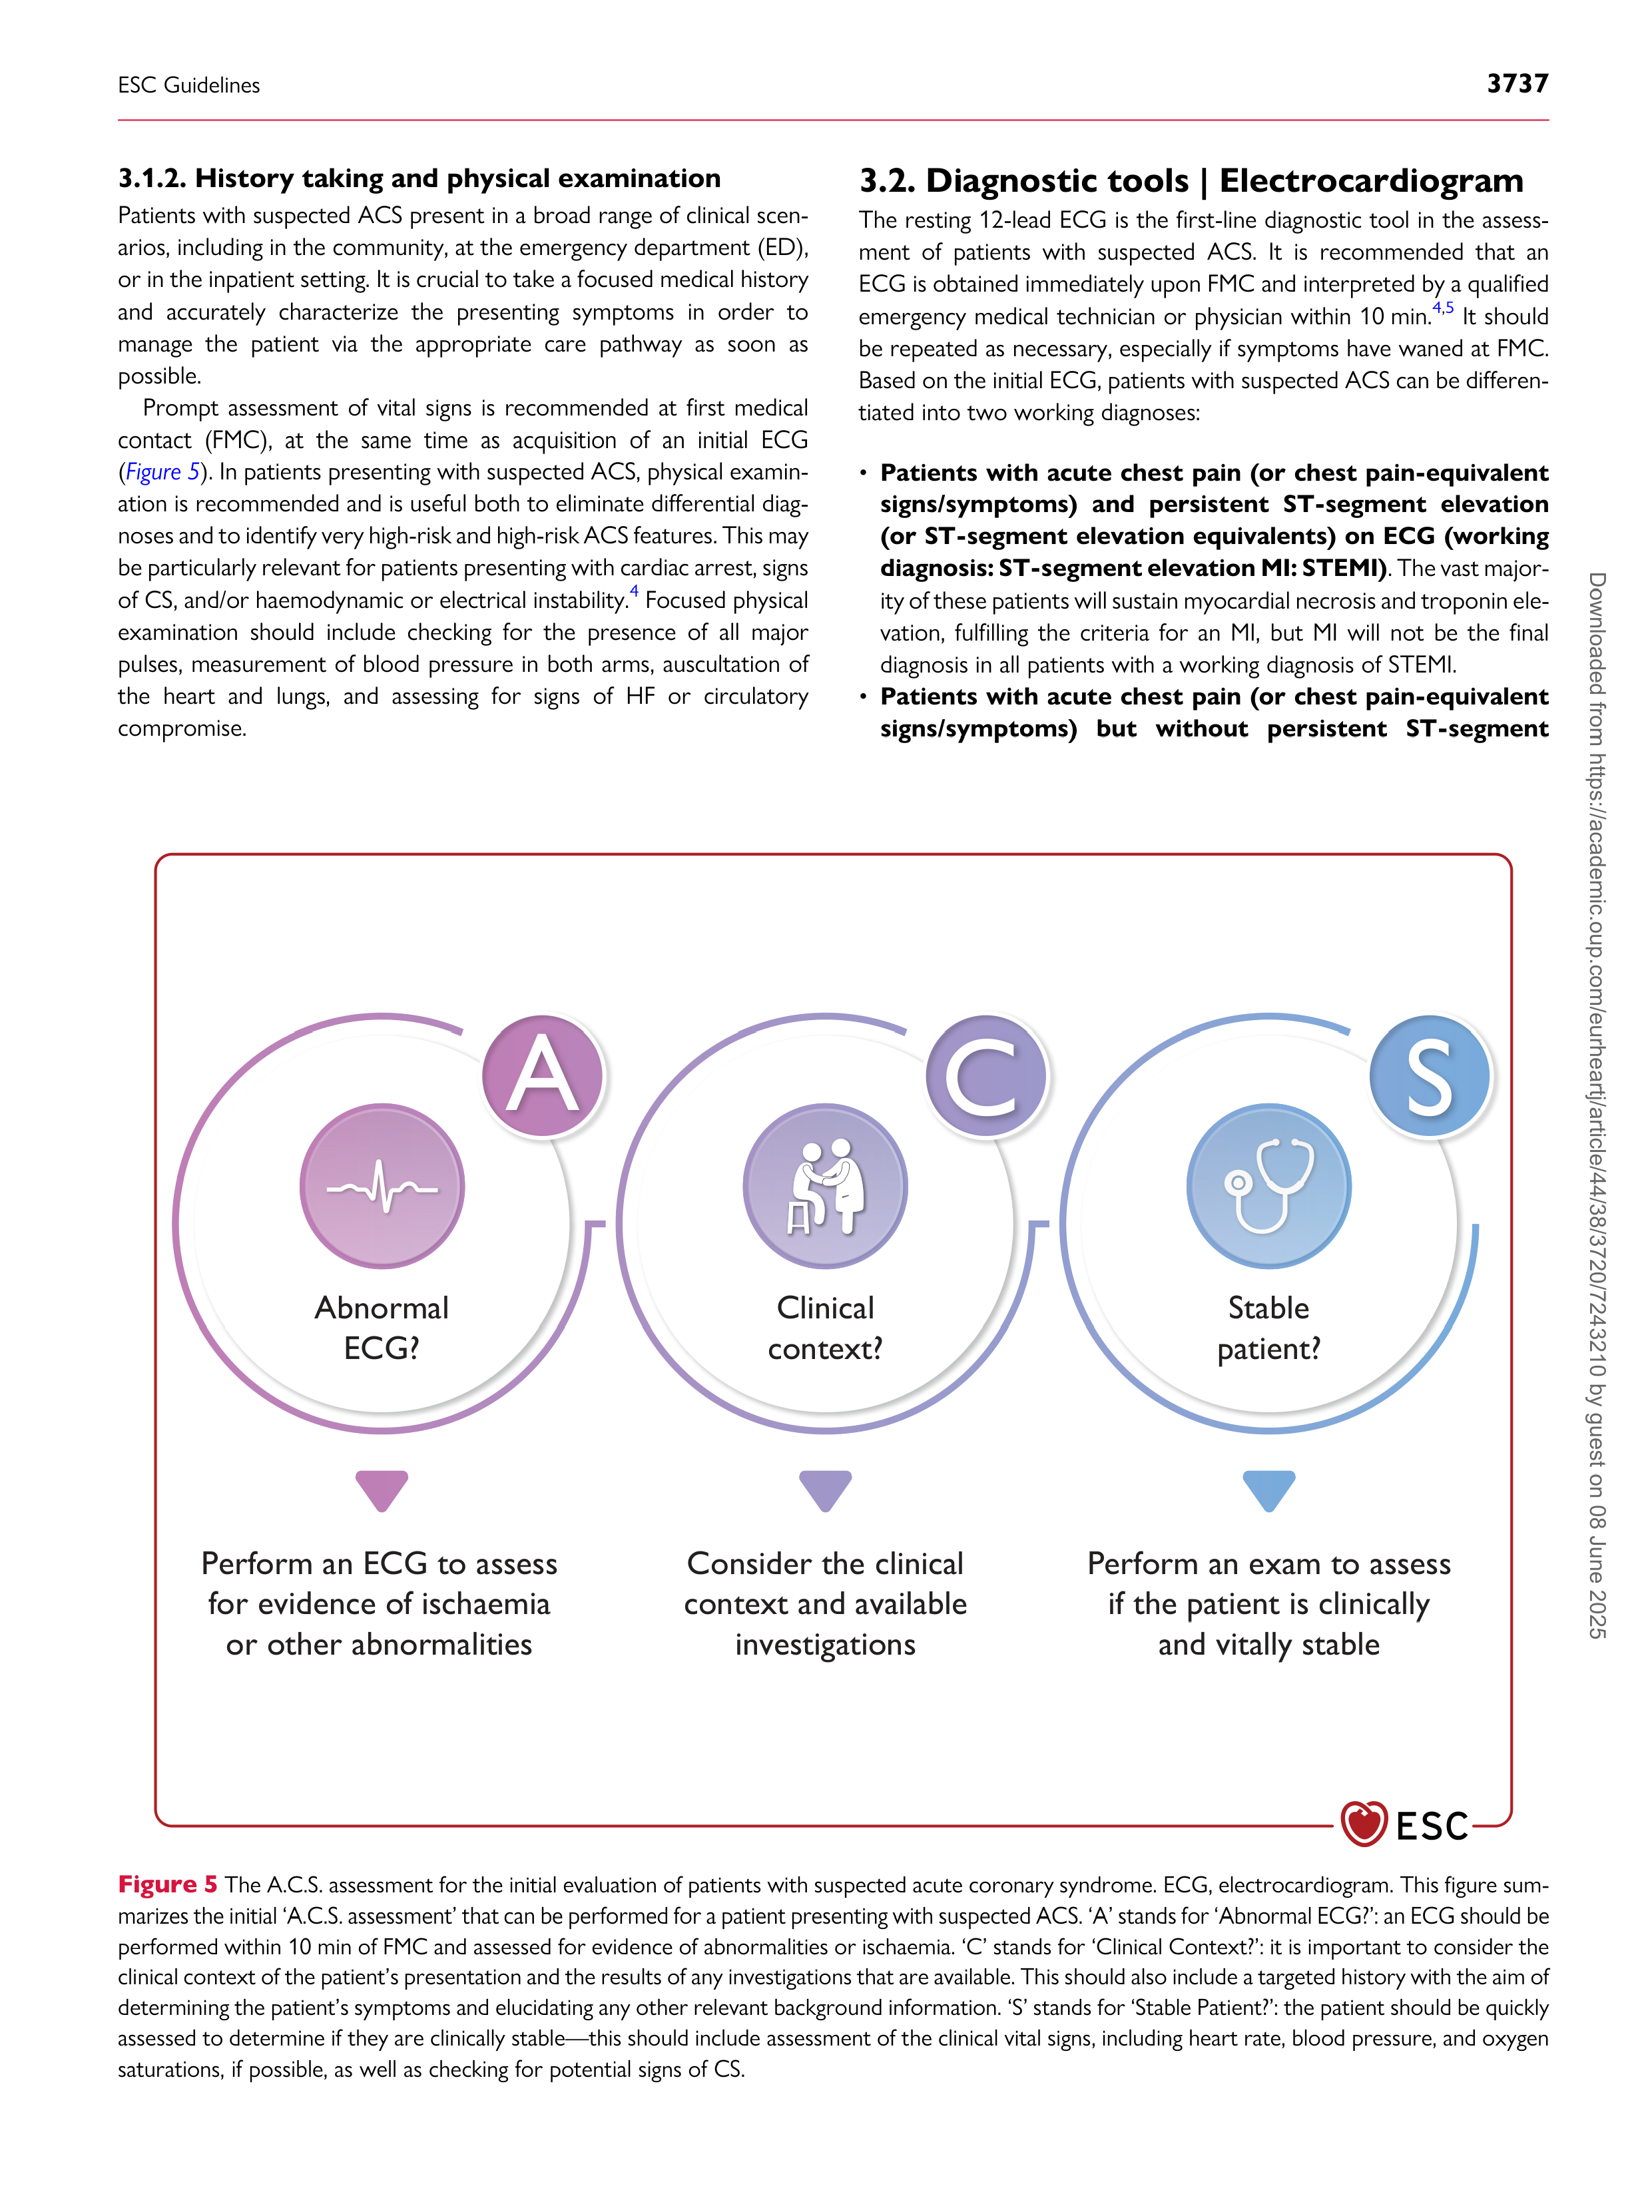 ESC Guidelines
3737
3.1.2. History taking and physical examination
Patients with suspected ACS present in a broad range of clinical scen-
arios, including in the community, at the emergency department (ED),
or in the inpatient setting. It is crucial to take a focused medical history
and accurately characterize the presenting symptoms in order to
manage the patient via the appropriate care pathway as soon as
possible.
Prompt assessment of vital signs is recommended at first medical
contact (FMC), at the same time as acquisition of an initial ECG
(Figure 5). In patients presenting with suspected ACS, physical examin-
ation is recommended and is useful both to eliminate differential diag-
noses and to identify very high-risk and high-risk ACS features. This may
be particularly relevant for patients presenting with cardiac arrest, signs
of CS, and/or haemodynamic or electrical instability.4 Focused physical
examination should include checking for the presence of all major
pulses, measurement of blood pressure in both arms, auscultation of
the heart and lungs, and assessing for signs of HF or circulatory
compromise.
3.2. Diagnostic tools | Electrocardiogram
The resting 12-lead ECG is the first-line diagnostic tool in the assess-
ment of patients with suspected ACS. It is recommended that an
ECG is obtained immediately upon FMC and interpreted by a qualified
emergency medical technician or physician within 10 min.4,5 It should
be repeated as necessary, especially if symptoms have waned at FMC.
Based on the initial ECG, patients with suspected ACS can be differen-
tiated into two working diagnoses:
• Patients with acute chest pain (or chest pain-equivalent
signs/symptoms) and persistent ST-segment elevation
(or ST-segment elevation equivalents) on ECG (working
diagnosis: ST-segment elevation MI: STEMI). The vast major-
ity of these patients will sustain myocardial necrosis and troponin ele-
vation, fulfilling the criteria for an MI, but MI will not be the final
diagnosis in all patients with a working diagnosis of STEMI.
• Patients with acute chest pain (or chest pain-equivalent
signs/symptoms) but without persistent ST-segment
A
Abnormal
ECG?
Perform an ECG to assess
for evidence of ischaemia
or other abnormalities
C
Clinical
context?
Consider the clinical
context and available
investigations
S
Stable
patient?
Perform an exam to assess
if the patient is clinically
and vitally stable
ESC
Figure 5 The A.C.S. assessment for the initial evaluation of patients with suspected acute coronary syndrome. ECG, electrocardiogram. This figure sum-
marizes the initial ‘A.C.S. assessment’ that can be performed for a patient presenting with suspected ACS. ‘A’ stands for ‘Abnormal ECG?’: an ECG should be
performed within 10 min of FMC and assessed for evidence of abnormalities or ischaemia. ‘C’ stands for ‘Clinical Context?’: it is important to consider the
clinical context of the patient’s presentation and the results of any investigations that are available. This should also include a targeted history with the aim of
determining the patient’s symptoms and elucidating any other relevant background information. ‘S’ stands for ‘Stable Patient?’: the patient should be quickly
assessed to determine if they are clinically stable—this should include assessment of the clinical vital signs, including heart rate, blood pressure, and oxygen
saturations, if possible, as well as checking for potential signs of CS.
Downloaded from https://academic.oup.com/eurheartj/article/44/38/3720/7243210 by guest on 08 June 2025